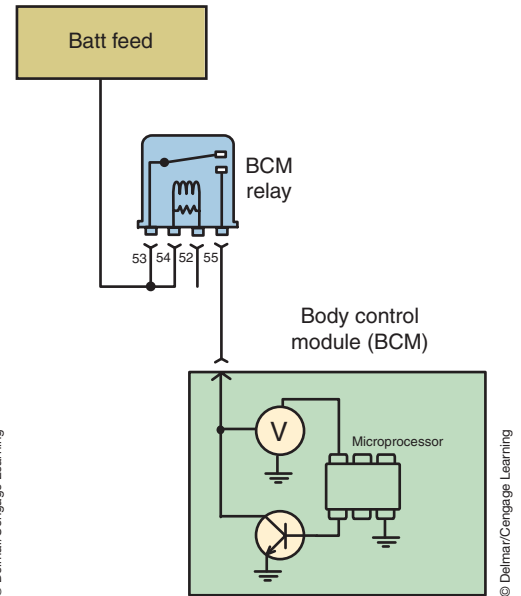 Batt feed
BCM
relay
53 54 52 55
Body control
module (BCM)
V
Microprocessor
© Delmar/Cengage Learning